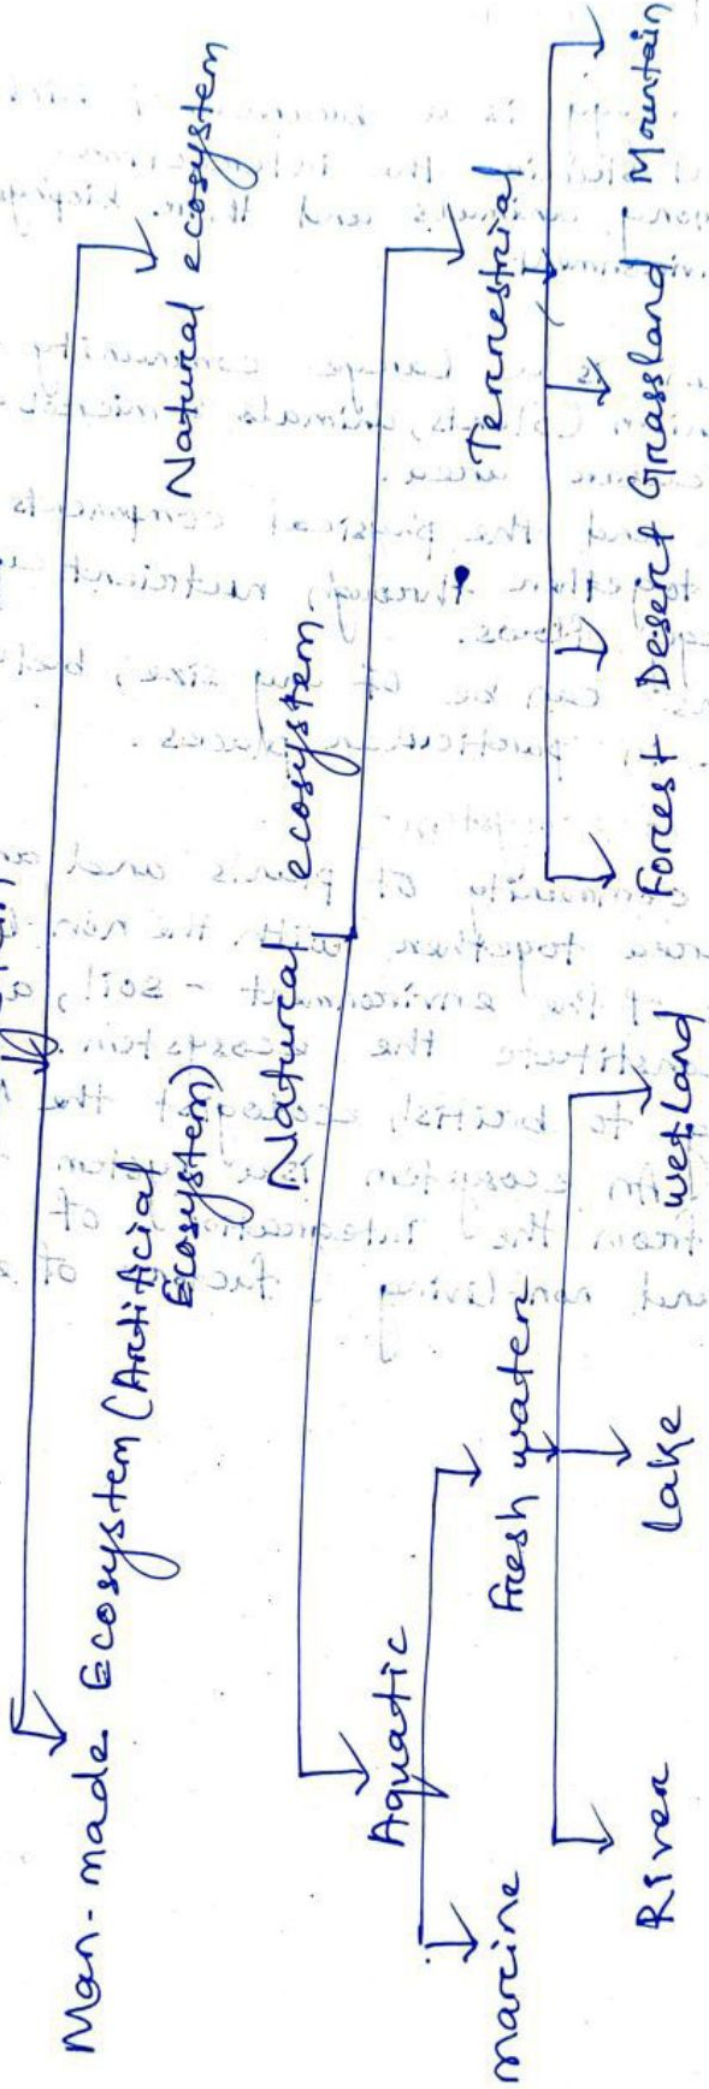 Man-made Ecosystem (Artificial Ecosystem)
Natural ecosystem
Natural ecosystem
Aquatic
Terrestrial
marine
Fresh water
River
Lake
wetland
Forest
Desert
Grassland
Mountain